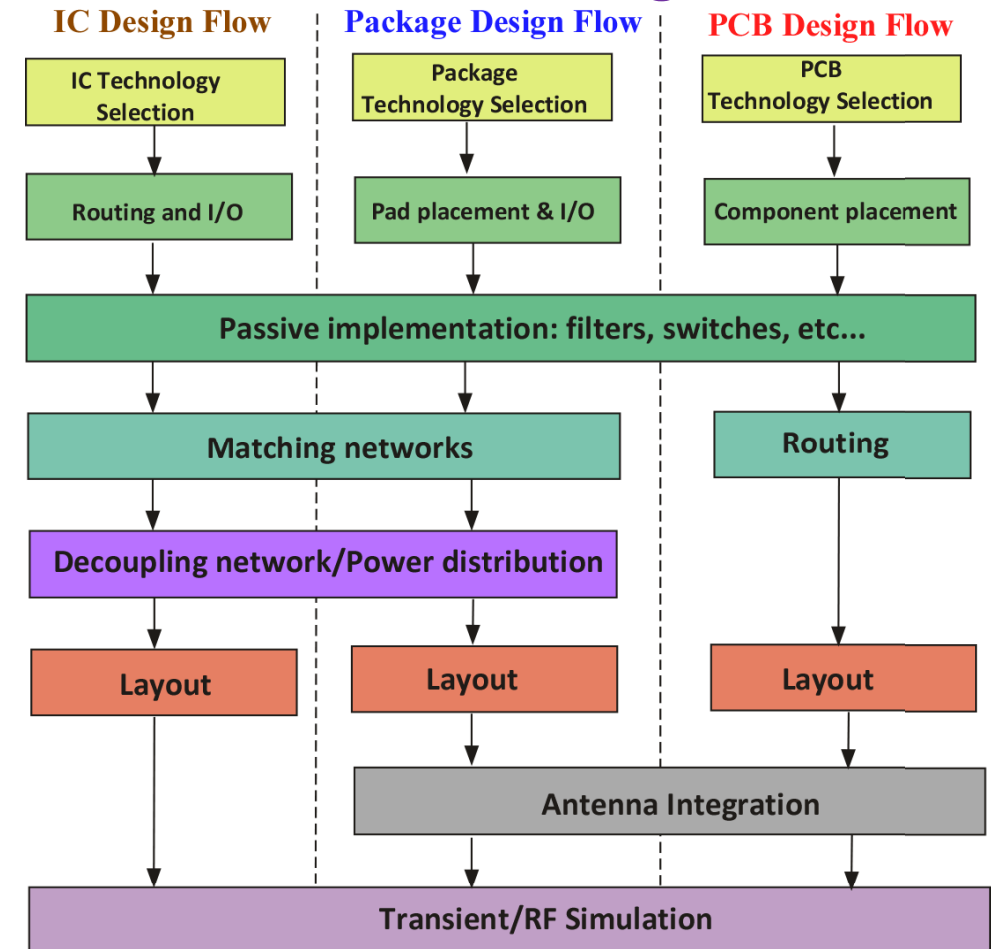 IC Design Flow
Package Design Flow
PCB Design Flow
IC Technology
Selection
Package
Technology Selection
PCB
Technology Selection
Routing and I/O
Pad placement & I/O
Component placement
Passive implementation: filters, switches, etc...
Matching networks
Routing
Decoupling network/Power distribution
Layout
Layout
Layout
Antenna Integration
Transient/RF Simulation